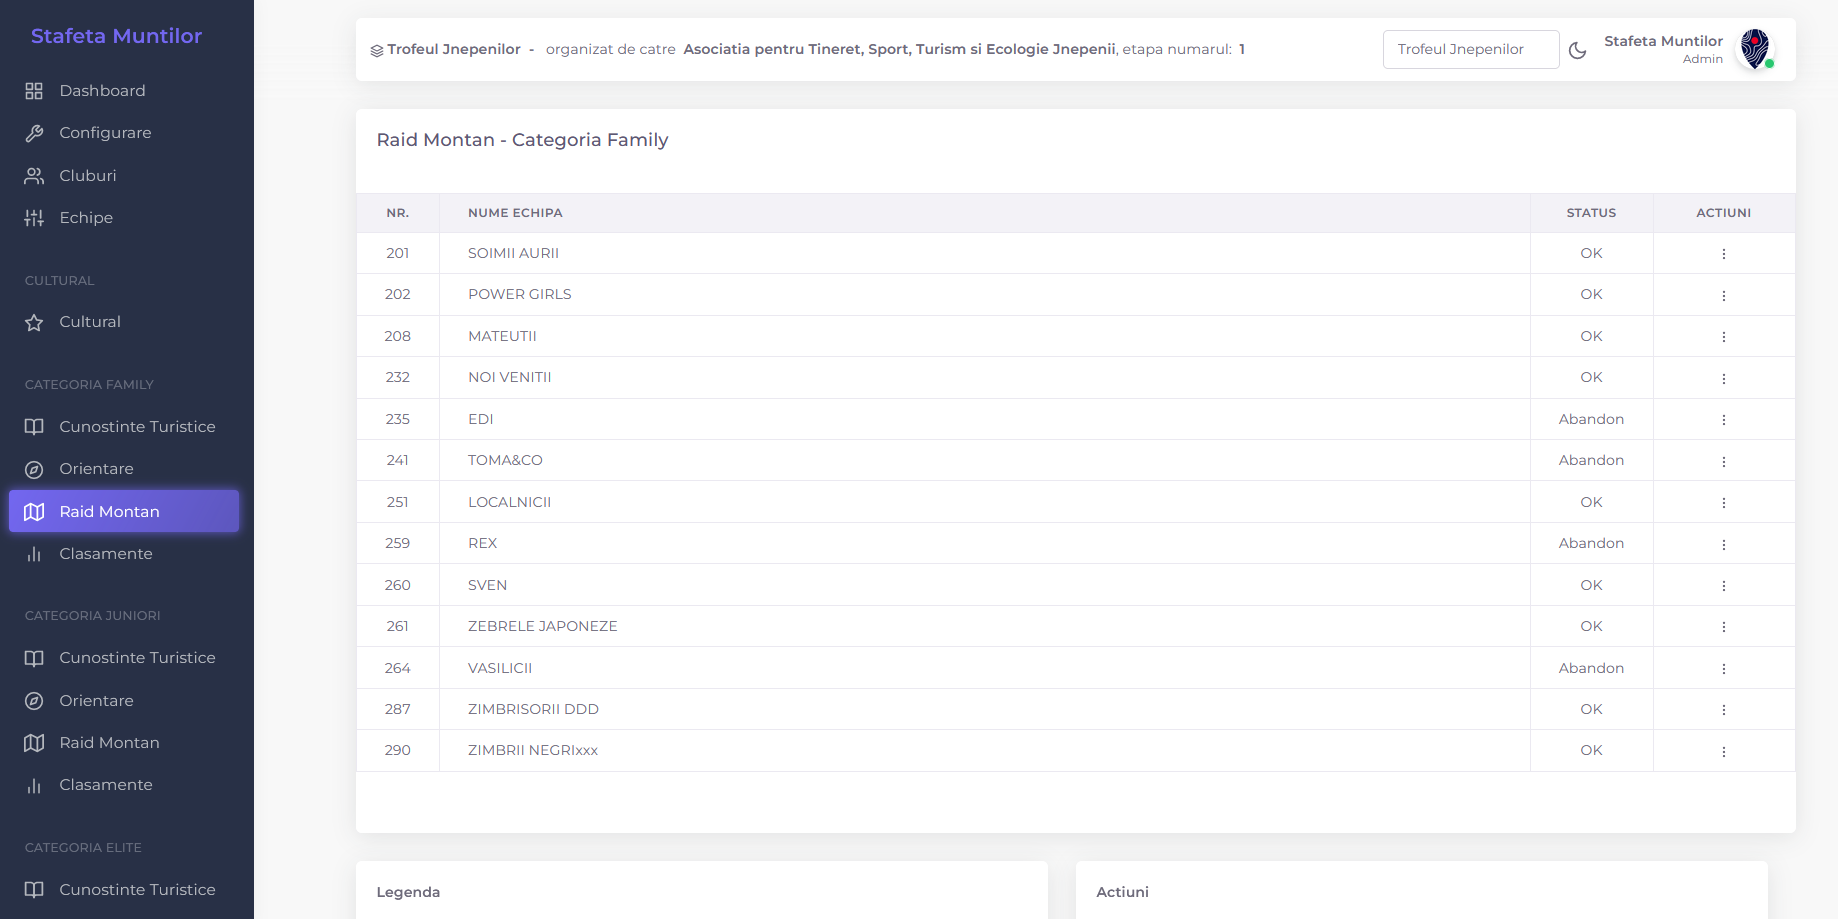 Stafeta Muntilor
Dashboard
Configurare
Cluburi
Echipe
CULTURAL
Cultural
CATEGORIA FAMILY
Cunostinte Turistice
Orientare
Raid Montan
Clasamente
CATEGORIA JUNIORI
Cunostinte Turistice
Orientare
Raid Montan
Clasamente
CATEGORIA ELITE
Cunostinte Turistice
Trofeul Jnepenilor - organizat de catre Asociatia pentru Tineret, Sport, Turism si Ecologie Jnepenii, etapa numarul: 1
Trofeul Jnepenilor
Stafeta Muntilor
Admin
Raid Montan - Categoria Family
NR. NUME ECHIPA STATUS ACTIUNI
201 SOIMII AURII OK
202 POWER GIRLS OK
208 MATEUTII OK
232 NOI VENITII OK
235 EDI Abandon
241 TOMA&CO Abandon
251 LOCALNICII OK
259 REX Abandon
260 SVEN OK
261 ZEBRELE JAPONEZE OK
264 VASILICII Abandon
287 ZIMBRISORII DDD OK
290 ZIMBRII NEGRIxxx OK
Legenda
Actiuni